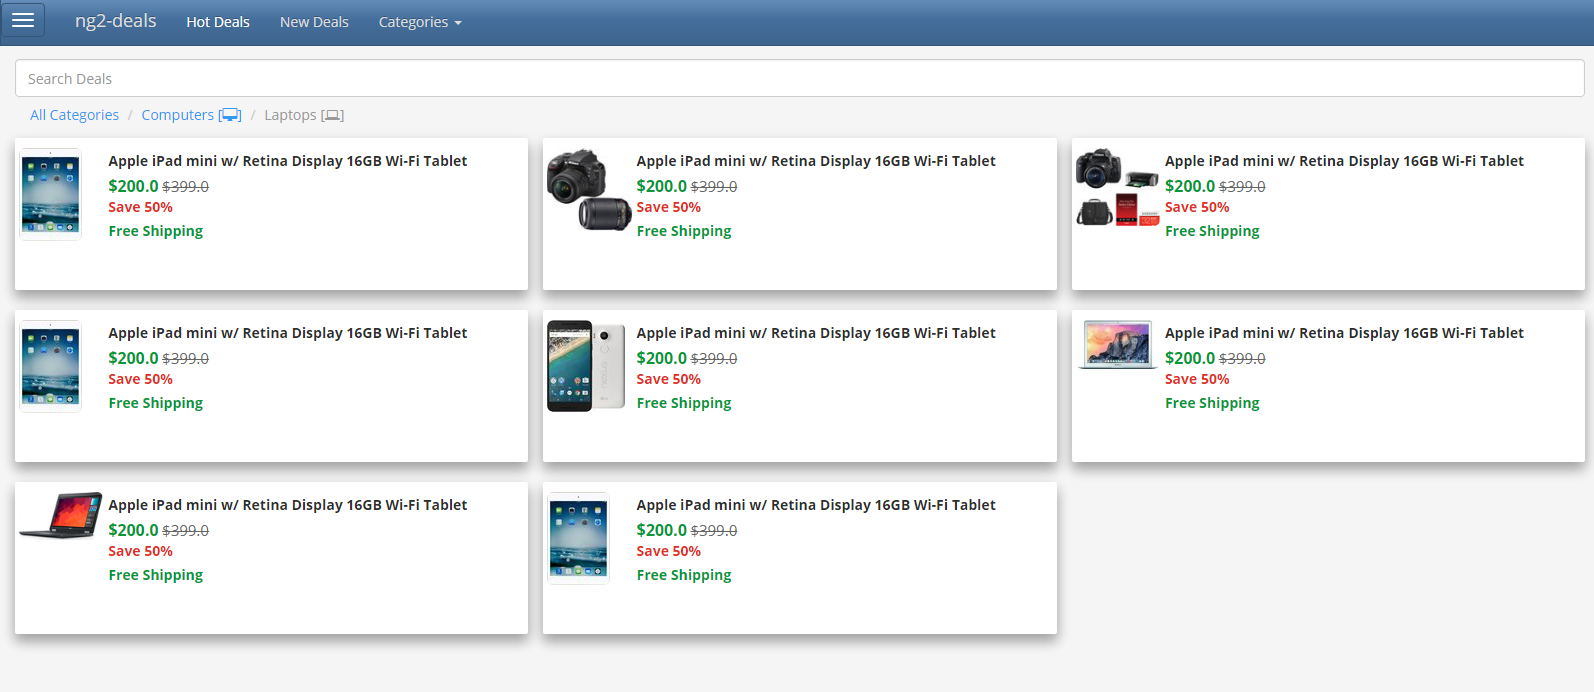 ng2-deals Hot Deals New Deals Categories
Search Deals
All Categories / Computers [] / Laptops []
Apple iPad mini w/ Retina Display 16GB Wi-Fi Tablet
$200.0 $399.0
Save 50%
Free Shipping
Apple iPad mini w/ Retina Display 16GB Wi-Fi Tablet
$200.0 $399.0
Save 50%
Free Shipping
Apple iPad mini w/ Retina Display 16GB Wi-Fi Tablet
$200.0 $399.0
Save 50%
Free Shipping
Apple iPad mini w/ Retina Display 16GB Wi-Fi Tablet
$200.0 $399.0
Save 50%
Free Shipping
Apple iPad mini w/ Retina Display 16GB Wi-Fi Tablet
$200.0 $399.0
Save 50%
Free Shipping
Apple iPad mini w/ Retina Display 16GB Wi-Fi Tablet
$200.0 $399.0
Save 50%
Free Shipping
Apple iPad mini w/ Retina Display 16GB Wi-Fi Tablet
$200.0 $399.0
Save 50%
Free Shipping
Apple iPad mini w/ Retina Display 16GB Wi-Fi Tablet
$200.0 $399.0
Save 50%
Free Shipping